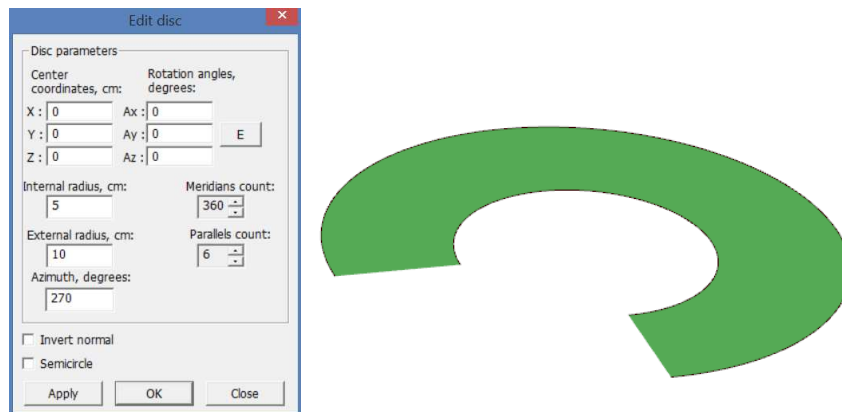 Edit disc
Disc parameters
Center coordinates, cm:
Rotation angles, degrees:
X : 0 Ax : 0
Y : 0 Ay : 0 E
Z : 0 Az : 0
Internal radius, cm: Meridians count:
5 360
External radius, cm: Parallels count:
10 6
Azimuth, degrees:
270
Invert normal
Semicircle
Apply OK Close